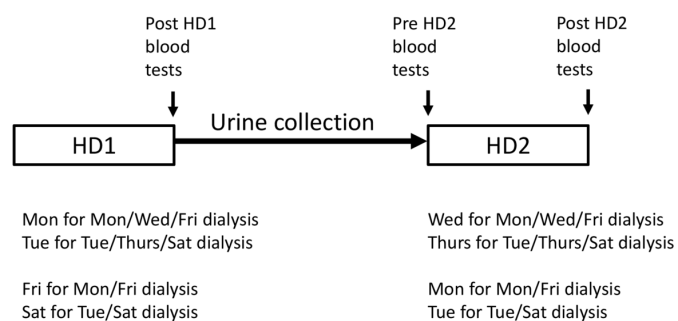 Post HD1
blood
tests
Pre HD2
blood
tests
Post HD2
blood
tests
Urine collection
HD1
HD2
Mon for Mon/Wed/Fri dialysis
Tue for Tue/Thurs/Sat dialysis
Fri for Mon/Fri dialysis
Sat for Tue/Sat dialysis
Wed for Mon/Wed/Fri dialysis
Thurs for Tue/Thurs/Sat dialysis
Mon for Mon/Fri dialysis
Tue for Tue/Sat dialysis